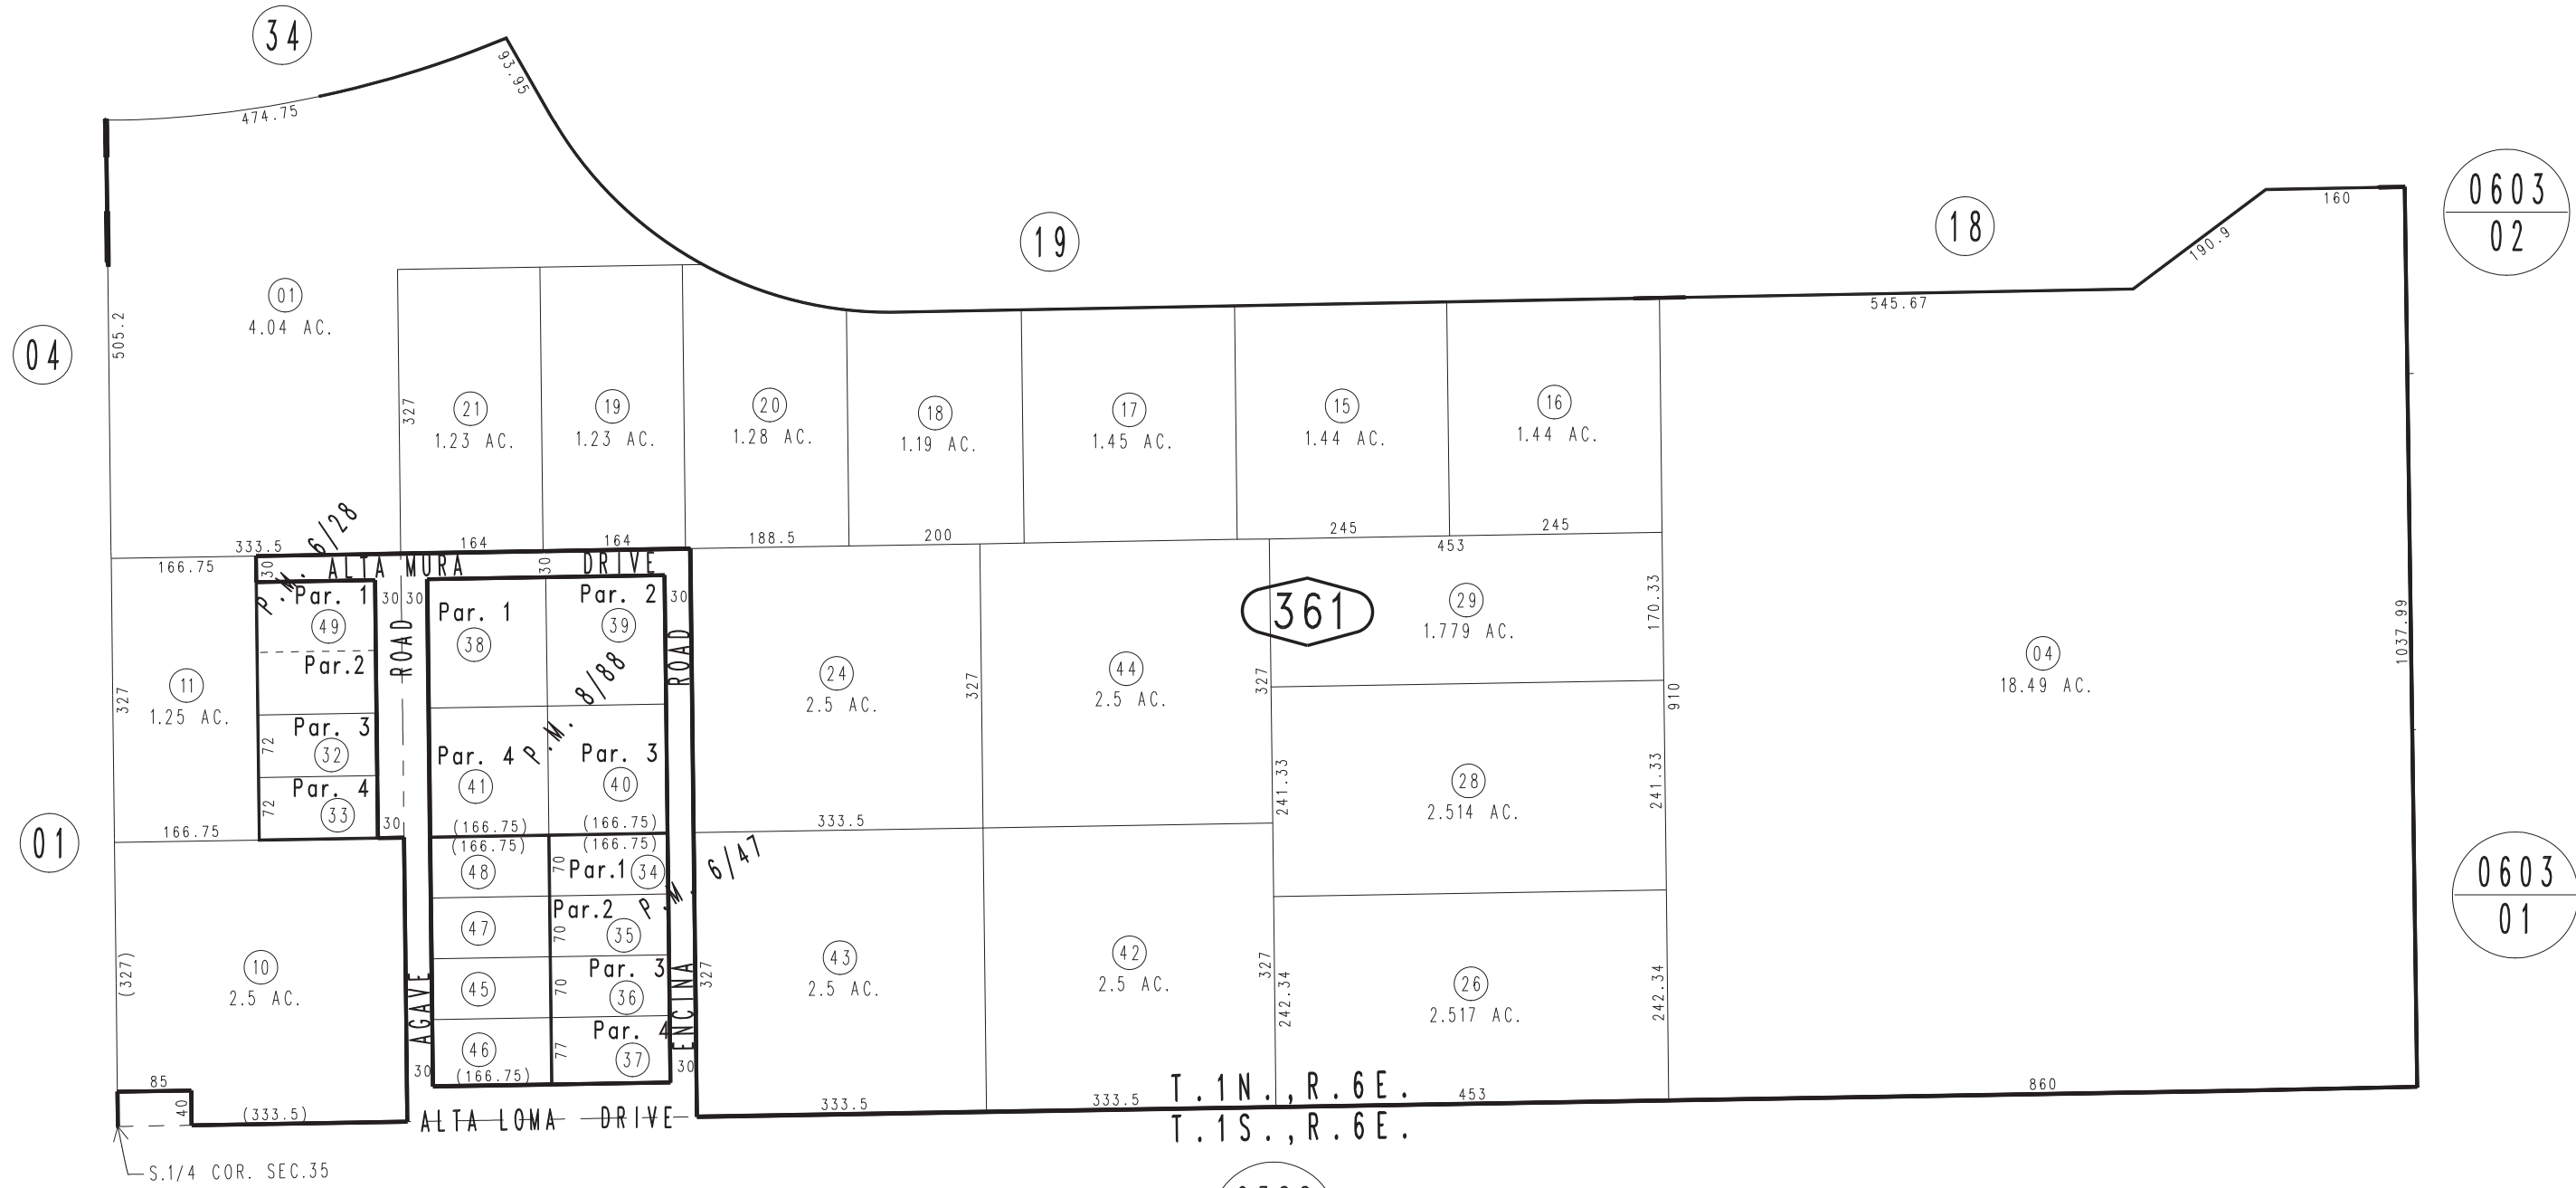 34
93.95
474.75
0603
02
160
190.9
18
19
545.67
01
4.04 AC.
505.2
04
327
21
1.23 AC.
19
1.23 AC.
20
1.28 AC.
18
1.19 AC.
17
1.45 AC.
15
1.44 AC.
16
1.44 AC.
P.M. 6/28
333.5
164
164
188.5
200
245
245
453
166.75
30
ALTA MURA DRIVE
30
Par. 1
49
30
30
Par. 1
38
Par. 2
39
30
361
29
1.779 AC.
170.33
1037.99
ROAD
ROAD
Par.2
11
1.25 AC.
327
P.M. 8/88
24
2.5 AC.
327
44
2.5 AC.
327
910
04
18.49 AC.
72
Par. 3
32
Par. 4
41
Par. 3
40
241.33
28
2.514 AC.
241.33
72
Par. 4
33
166.75
30
(166.75)
(166.75)
333.5
01
(166.75)
(166.75)
48
70
Par.1
34
P.M. 6/47
0603
01
47
Par.2
70
35
(327)
10
2.5 AC.
45
70
Par. 3
36
327
43
2.5 AC.
42
2.5 AC.
327
242.34
26
2.517 AC.
242.34
AGAVE
ENCINA
46
77
Par. 4
37
30
(166.75)
30
85
40
(333.5)
ALTA LOMA DRIVE
333.5
333.5
T.1N.,R.6E.
453
860
T.1S.,R.6E.
S.1/4 COR. SEC.35